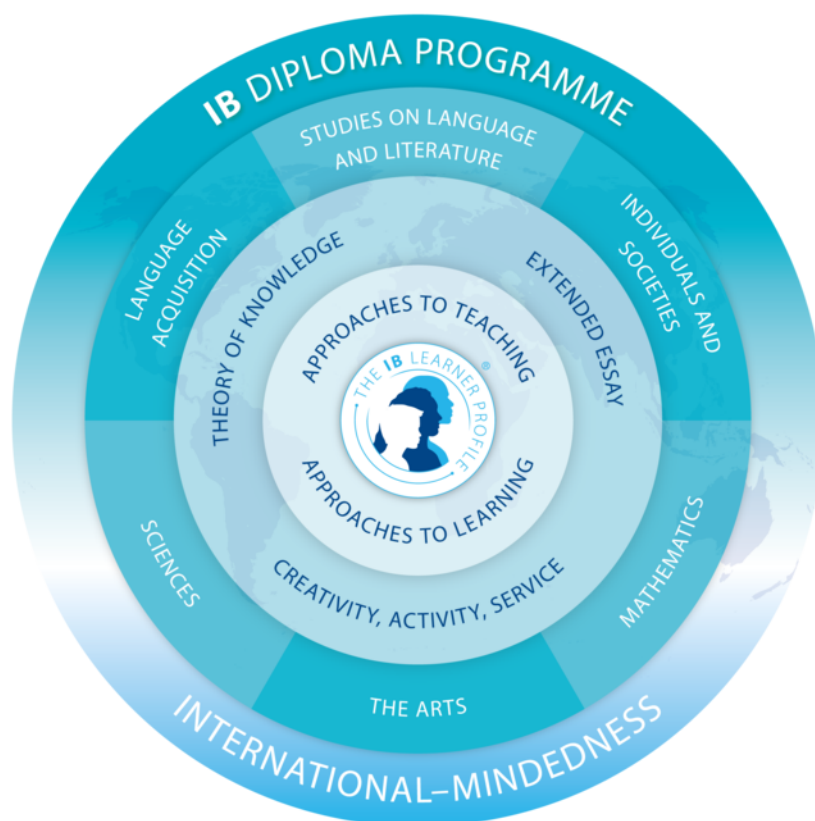 IB DIPLOMA PROGRAMME
STUDIES ON LANGUAGE
AND LITERATURE
LANGUAGE
ACQUISITION
INDIVIDUALS AND
SOCIETIES
THEORY OF KNOWLEDGE
EXTENDED ESSAY
APPROACHES TO TEACHING
THE IB LEARNER PROFILE
®
APPROACHES TO LEARNING
CREATIVITY, ACTIVITY, SERVICE
SCIENCES
MATHEMATICS
THE ARTS
INTERNATIONAL–MINDEDNESS